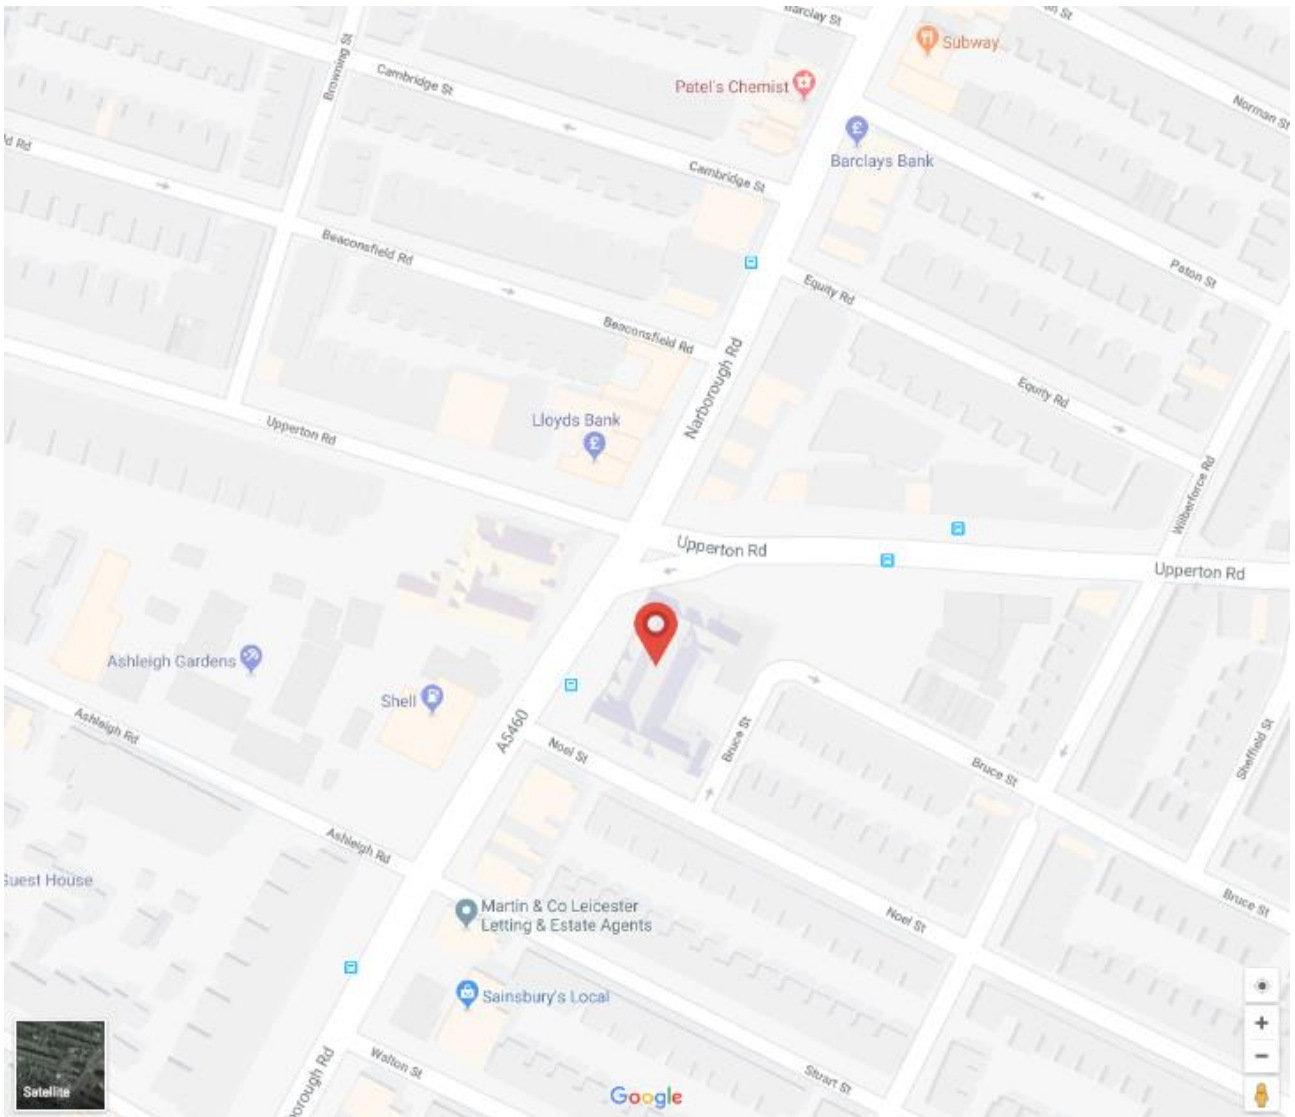 Barclay St
Subway
Browning St
Cambridge St
Patel's Chemist
Norman St
Barclays Bank
Rd
Cambridge St
Beaconsfield Rd
Paton St
Equity Rd
Beaconsfield Rd
Narborough Rd
Equity Rd
Lloyds Bank
Upperton Rd
Wilberforce Rd
Upperton Rd
Upperton Rd
Ashleigh Gardens
Shell
Ashleigh Rd
A5460
Noel St
Bruce St
Bruce St
Sheffield St
Ashleigh Rd
Guest House
Bruce St
Martin & Co Leicester
Letting & Estate Agents
Noel St
Sainsbury's Local
Walton St
Stuart St
borough Rd
Satellite
Google